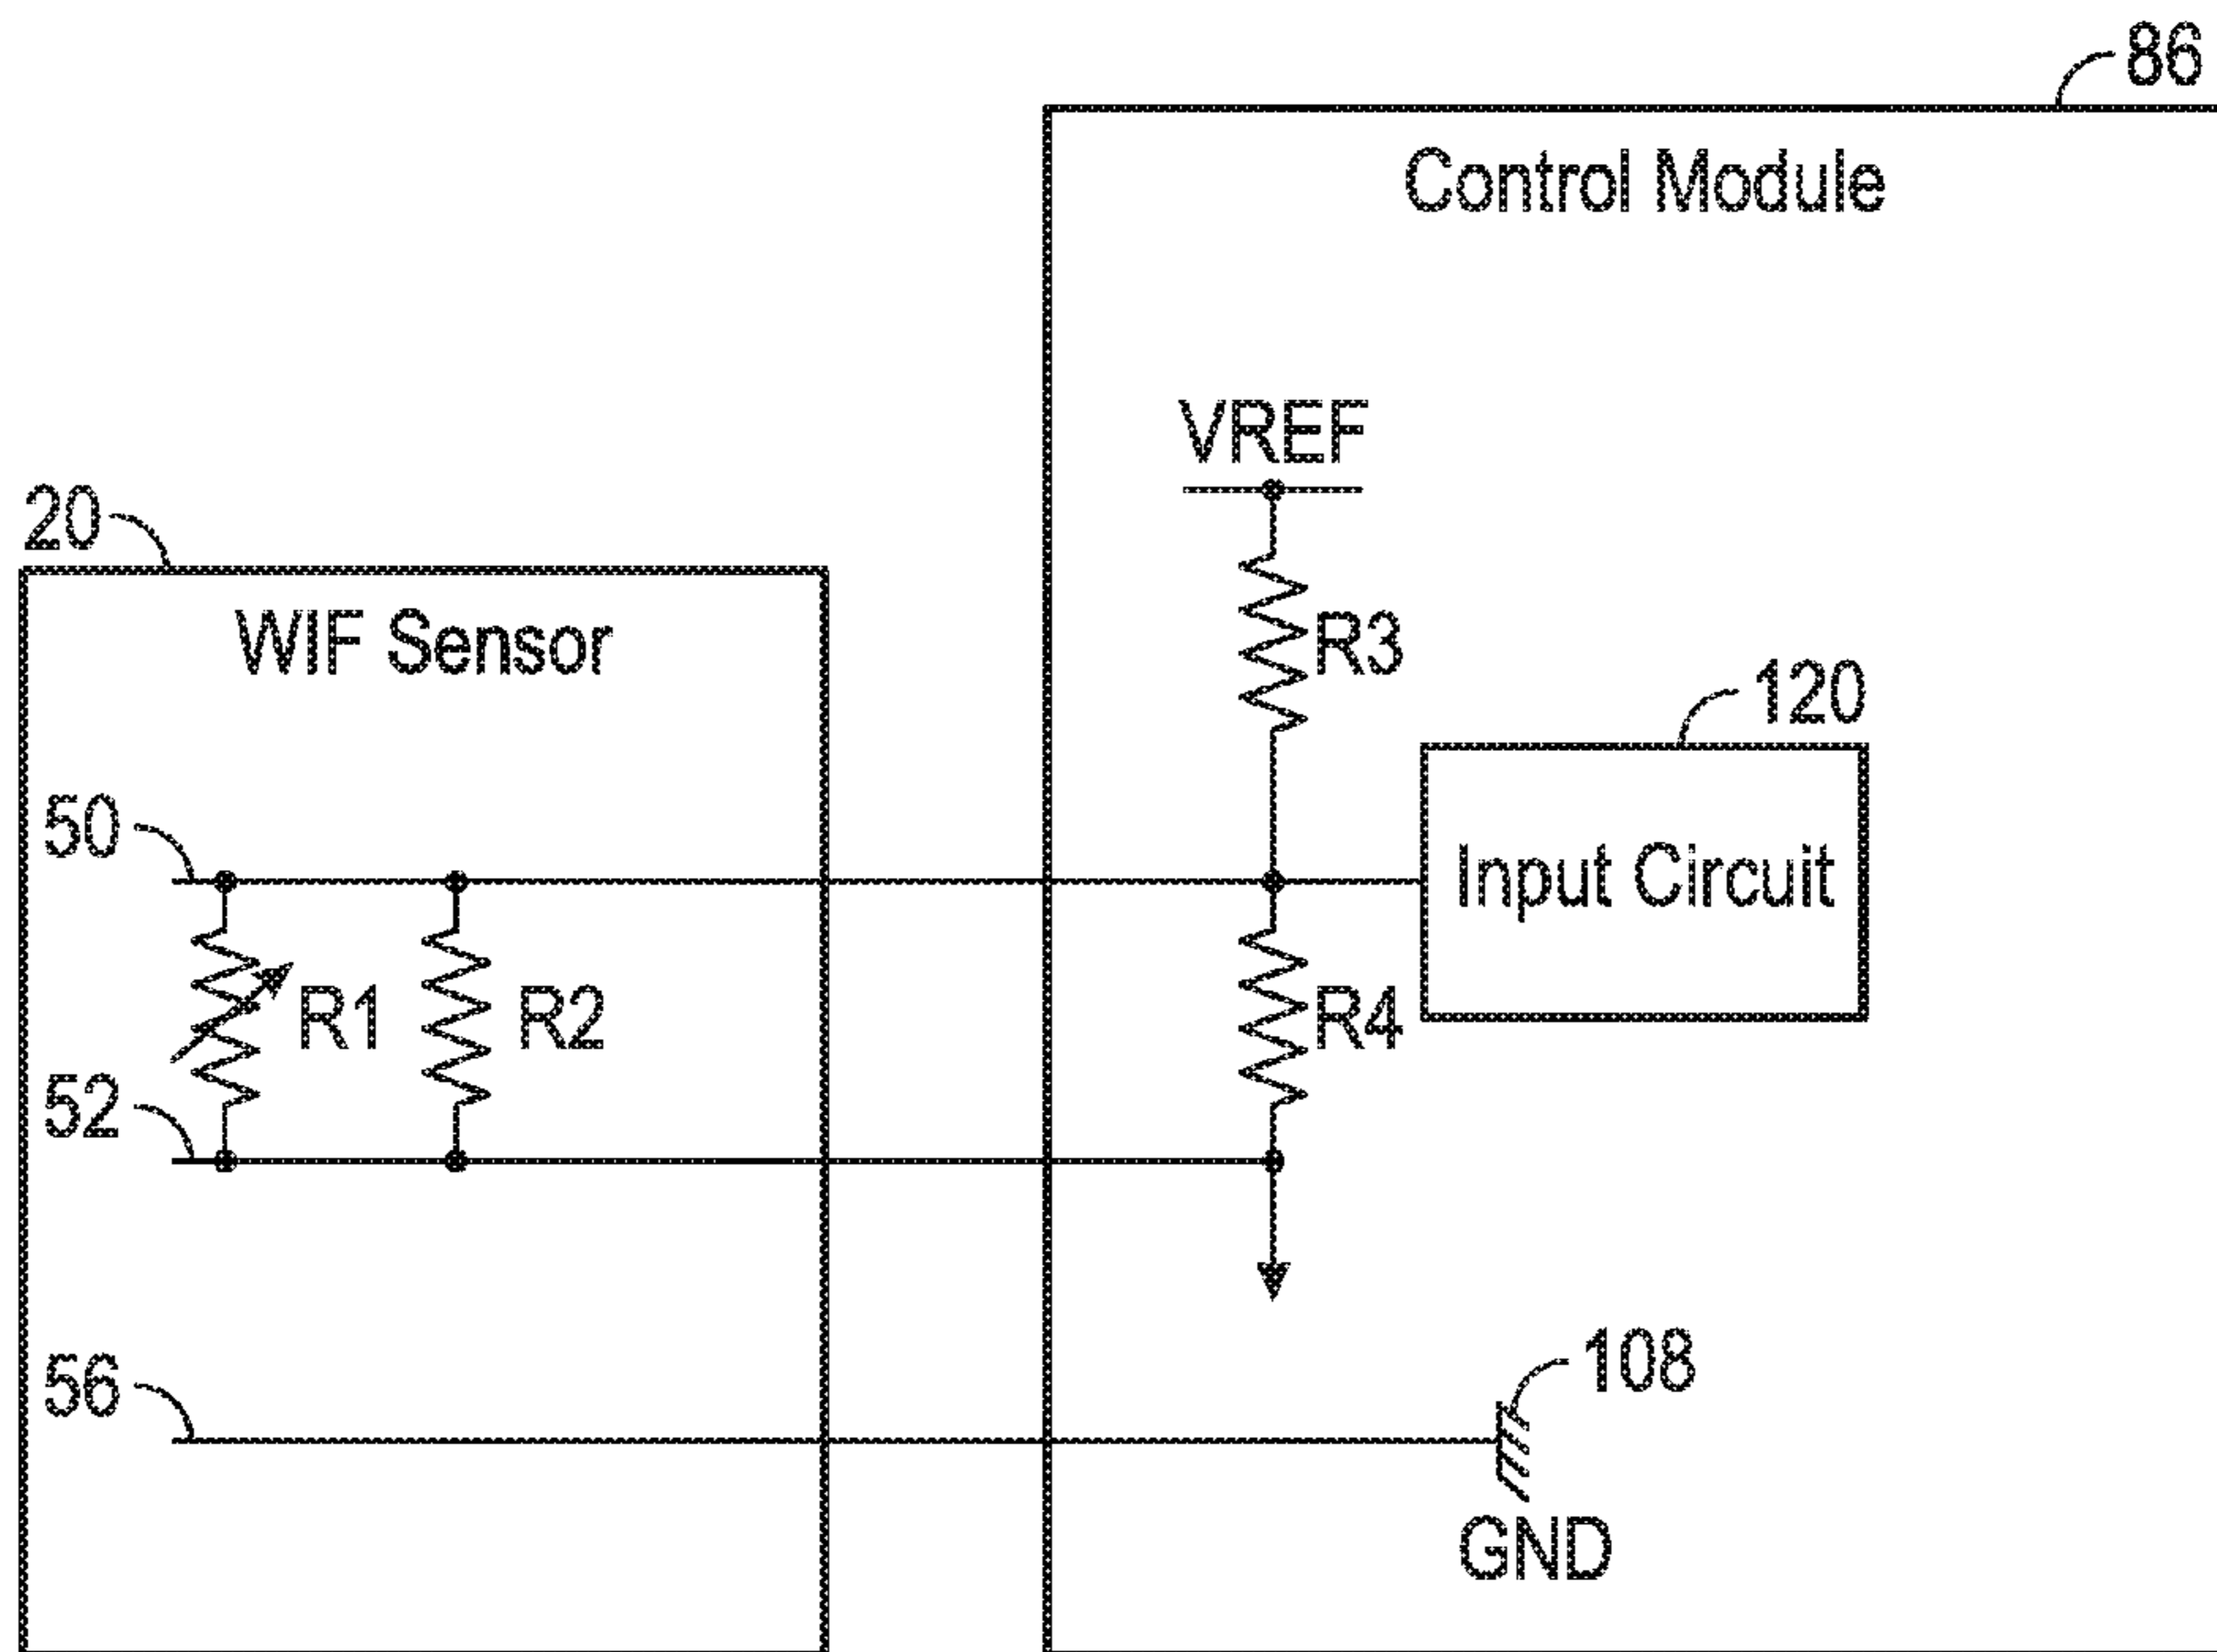 86
Control Module
VREF
20
WIF Sensor
R3
120
50
Input Circuit
R1
R2
R4
52
56
108
GND